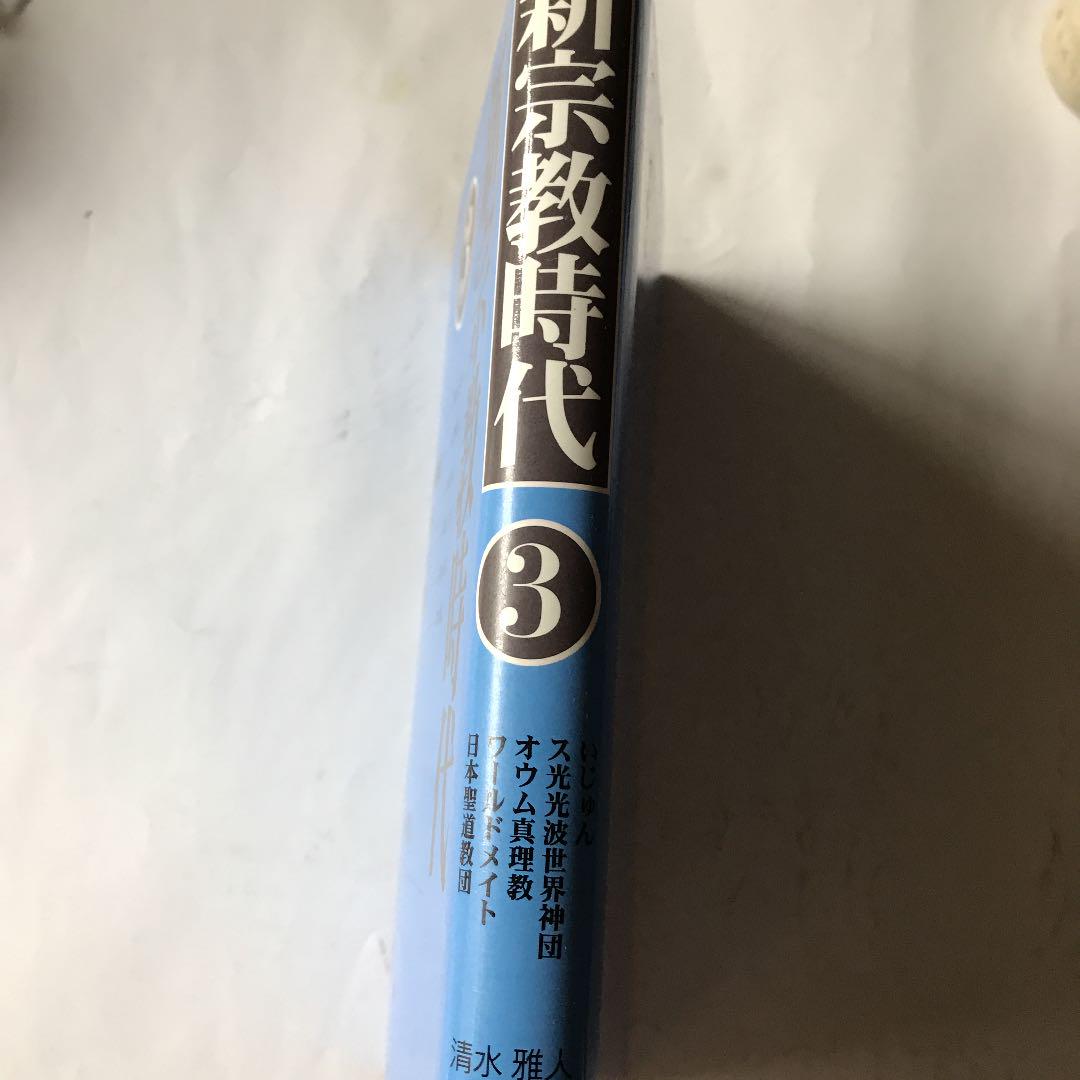 新宗教時代
3
いじゅん
ス光光波世界神団
オウム真理教
ワールドメイト
日本聖道教団
清水 雅人